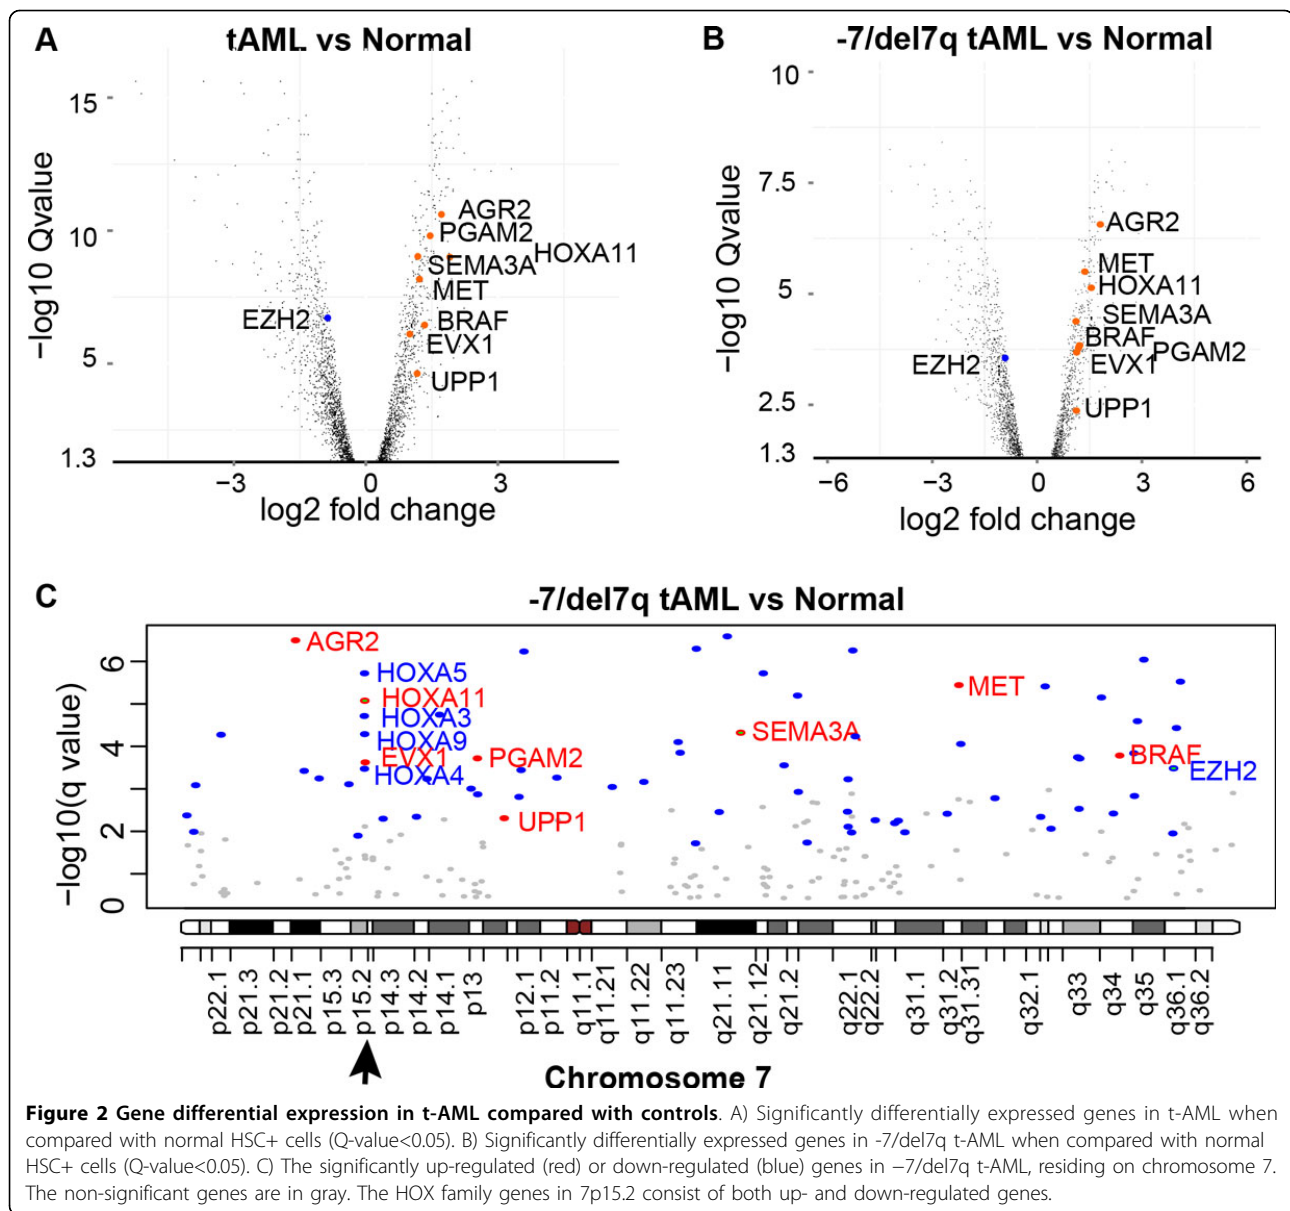 A
tAML vs Normal
−log10 Qvalue
15
10
5
1.3
AGR2
PGAM2
HOXA11
SEMA3A
MET
EZH2
BRAF
EVX1
UPP1
−3
0
3
log2 fold change
B
-7/del7q tAML vs Normal
−log10 Qvalue
10
7.5
5
2.5
1.3
AGR2
MET
HOXA11
SEMA3A
BRAF
PGAM2
EZH2
EVX1
UPP1
−6
−3
0
3
6
log2 fold change
C
-7/del7q tAML vs Normal
−log10(q value)
6
4
2
0
AGR2
HOXA5
HOXA11
HOXA3
HOXA9
EVX1
HOXA4
PGAM2
UPP1
SEMA3A
MET
BRAF
EZH2
p22.1
p21.3
p21.2
p21.1
p15.3
p15.2
p14.3
p14.2
p14.1
p13
p12.1
p11.2
q11.1
q11.21
q11.22
q11.23
q21.11
q21.12
q21.2
q22.1
q22.2
q31.1
q31.2
q31.31
q32.1
q33
q34
q35
q36.1
q36.2
Chromosome 7
Figure 2 Gene differential expression in t-AML compared with controls. A) Significantly differentially expressed genes in t-AML when
compared with normal HSC+ cells (Q-value<0.05). B) Significantly differentially expressed genes in -7/del7q t-AML when compared with normal
HSC+ cells (Q-value<0.05). C) The significantly up-regulated (red) or down-regulated (blue) genes in −7/del7q t-AML, residing on chromosome 7.
The non-significant genes are in gray. The HOX family genes in 7p15.2 consist of both up- and down-regulated genes.